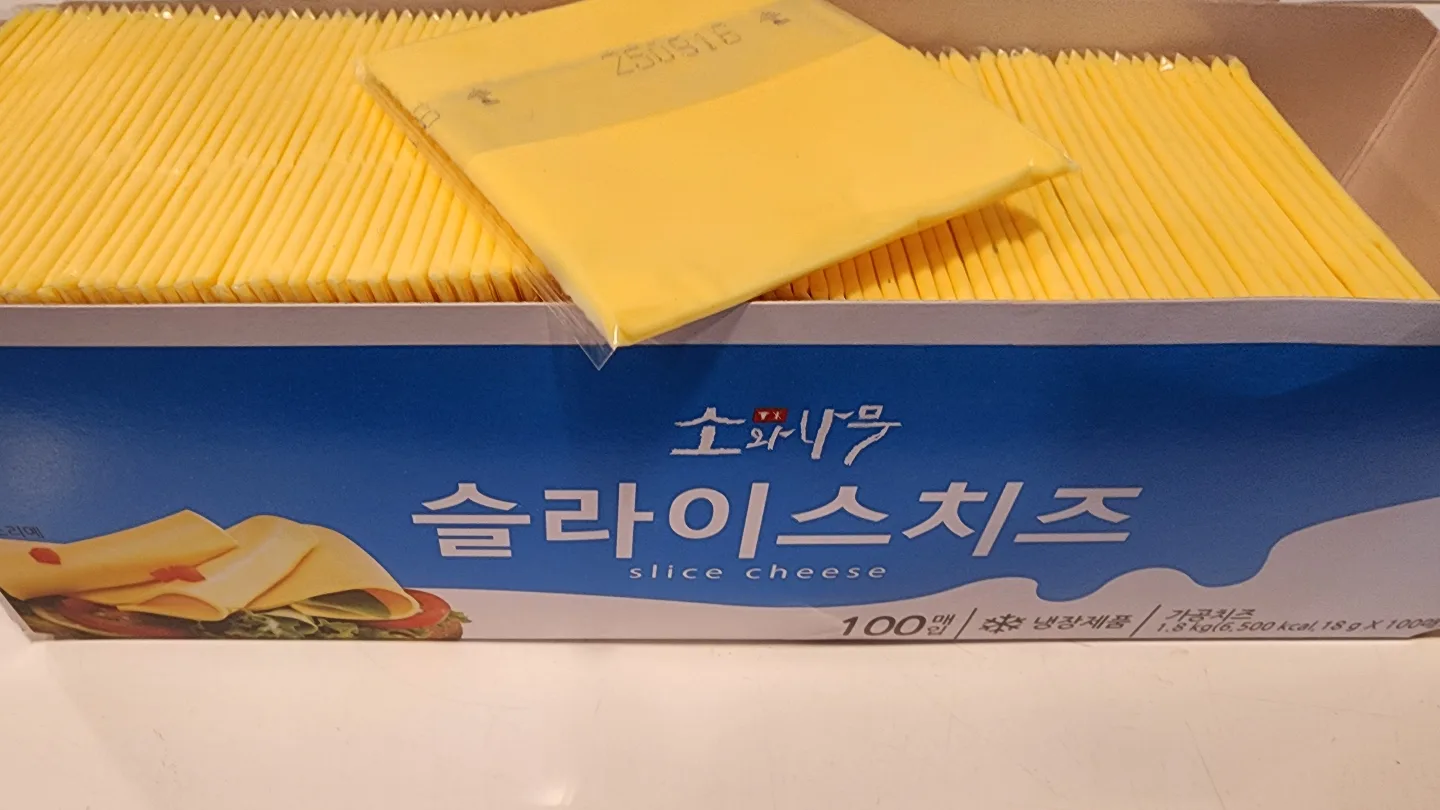 250916
소와나무
슬라이스치즈
slice cheese
100매입 냉장제품 가공치즈
1.8 kg(6,500 kcal, 18 g X 100매